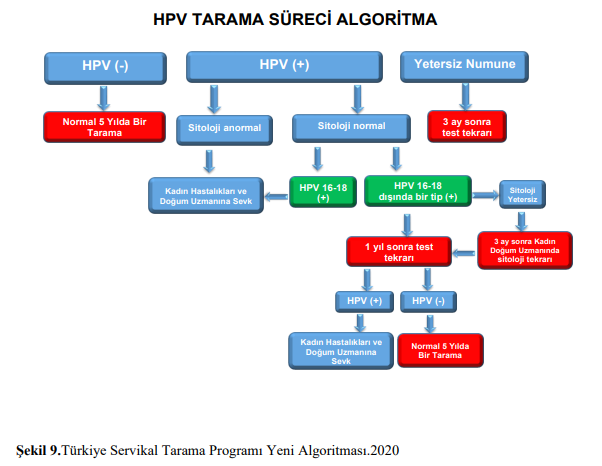 HPV TARAMA SÜRECİ ALGORİTMA
HPV (-)
HPV (+)
Yetersiz Numune
Normal 5 Yılda Bir
Tarama
Sitoloji anormal
Sitoloji normal
3 ay sonra
test tekrarı
Kadın Hastalıkları ve
Doğum Uzmanına Sevk
HPV 16-18
(+)
HPV 16-18
dışında bir tip (+)
Sitoloji
Yetersiz
1 yıl sonra test
tekrarı
3 ay sonra Kadın
Doğum Uzmanında
sitoloji tekrarı
HPV (+)
HPV (-)
Kadın Hastalıkları ve
Doğum Uzmanına
Sevk
Normal 5 Yılda
Bir Tarama
Şekil 9.Türkiye Servikal Tarama Programı Yeni Algoritması.2020